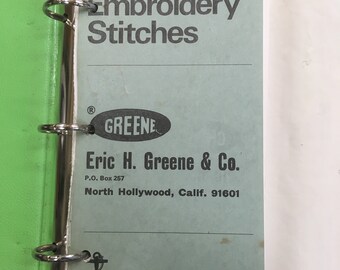 Embroidery
Stitches
®
GREENE
Eric H. Greene & Co.
P.O. Box 257
North Hollywood, Calif. 91601